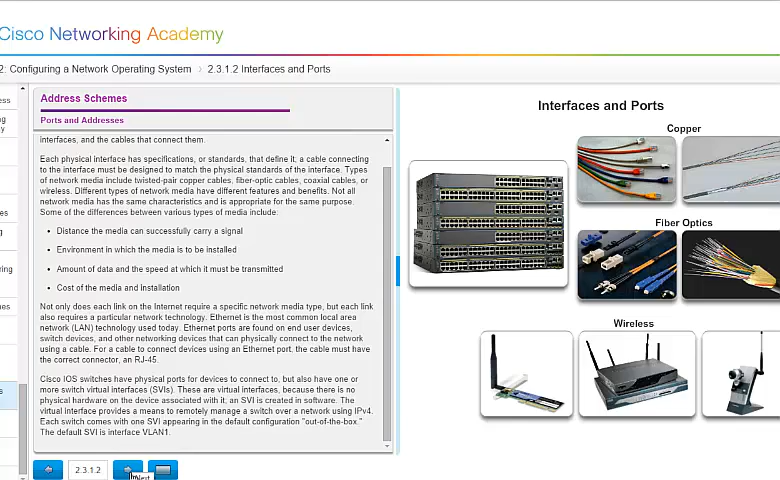 Cisco Networking Academy
2: Configuring a Network Operating System › 2.3.1.2 Interfaces and Ports
Address Schemes
Ports and Addresses
interfaces, and the cables that connect them.
Each physical interface has specifications, or standards, that define it; a cable connecting
to the interface must be designed to match the physical standards of the interface. Types
of network media include twisted-pair copper cables, fiber-optic cables, coaxial cables, or
wireless. Different types of network media have different features and benefits. Not all
network media has the same characteristics and is appropriate for the same purpose.
Some of the differences between various types of media include:
• Distance the media can successfully carry a signal
• Environment in which the media is to be installed
• Amount of data and the speed at which it must be transmitted
• Cost of the media and installation
Not only does each link on the Internet require a specific network media type, but each link
also requires a particular network technology. Ethernet is the most common local area
network (LAN) technology used today. Ethernet ports are found on end user devices,
switch devices, and other networking devices that can physically connect to the network
using a cable. For a cable to connect devices using an Ethernet port, the cable must have
the correct connector, an RJ-45.
Cisco IOS switches have physical ports for devices to connect to, but also have one or
more switch virtual interfaces (SVIs). These are virtual interfaces, because there is no
physical hardware on the device associated with it; an SVI is created in software. The
virtual interface provides a means to remotely manage a switch over a network using IPv4.
Each switch comes with one SVI appearing in the default configuration "out-of-the-box."
The default SVI is interface VLAN1.
2.3.1.2
Next
Interfaces and Ports
Copper
Fiber Optics
Wireless